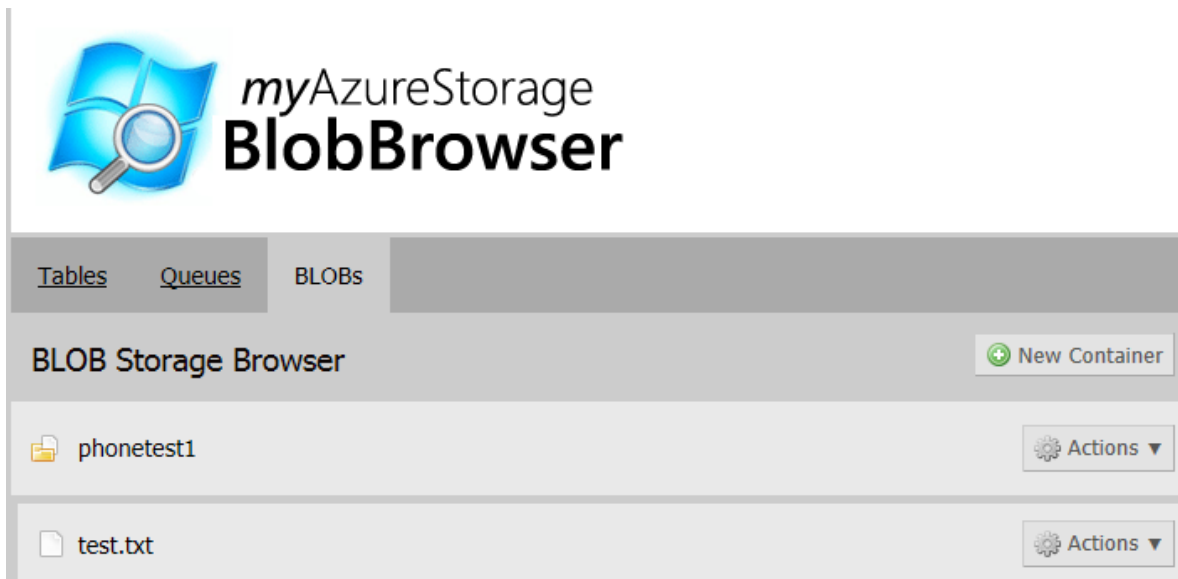 myAzureStorage
BlobBrowser
Tables Queues BLOBs
BLOB Storage Browser New Container
phonetest1 Actions ▼
test.txt Actions ▼